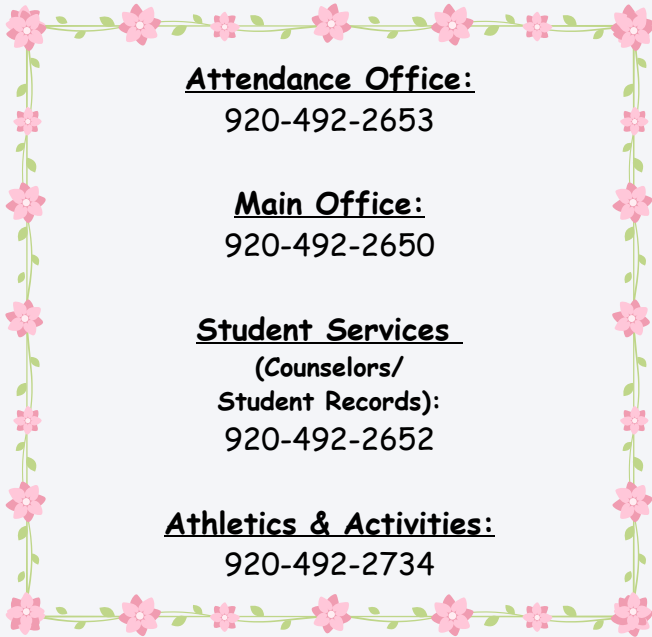 Attendance Office:
920-492-2653
Main Office:
920-492-2650
Student Services
(Counselors/
Student Records):
920-492-2652
Athletics & Activities:
920-492-2734